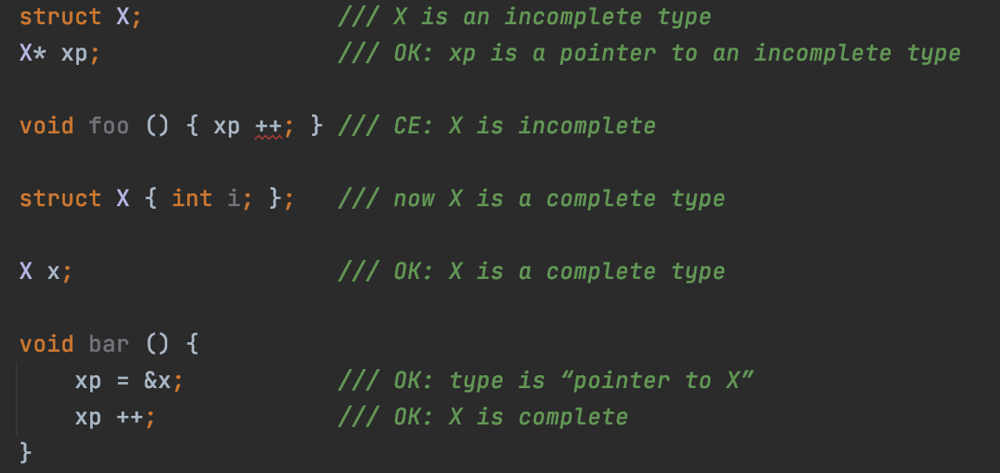 struct X; /// X is an incomplete type
X* xp; /// OK: xp is a pointer to an incomplete type
void foo () { xp ++; } /// CE: X is incomplete
struct X { int i; }; /// now X is a complete type
X x; /// OK: X is a complete type
void bar () {
xp = &x; /// OK: type is “pointer to X”
xp ++; /// OK: X is complete
}